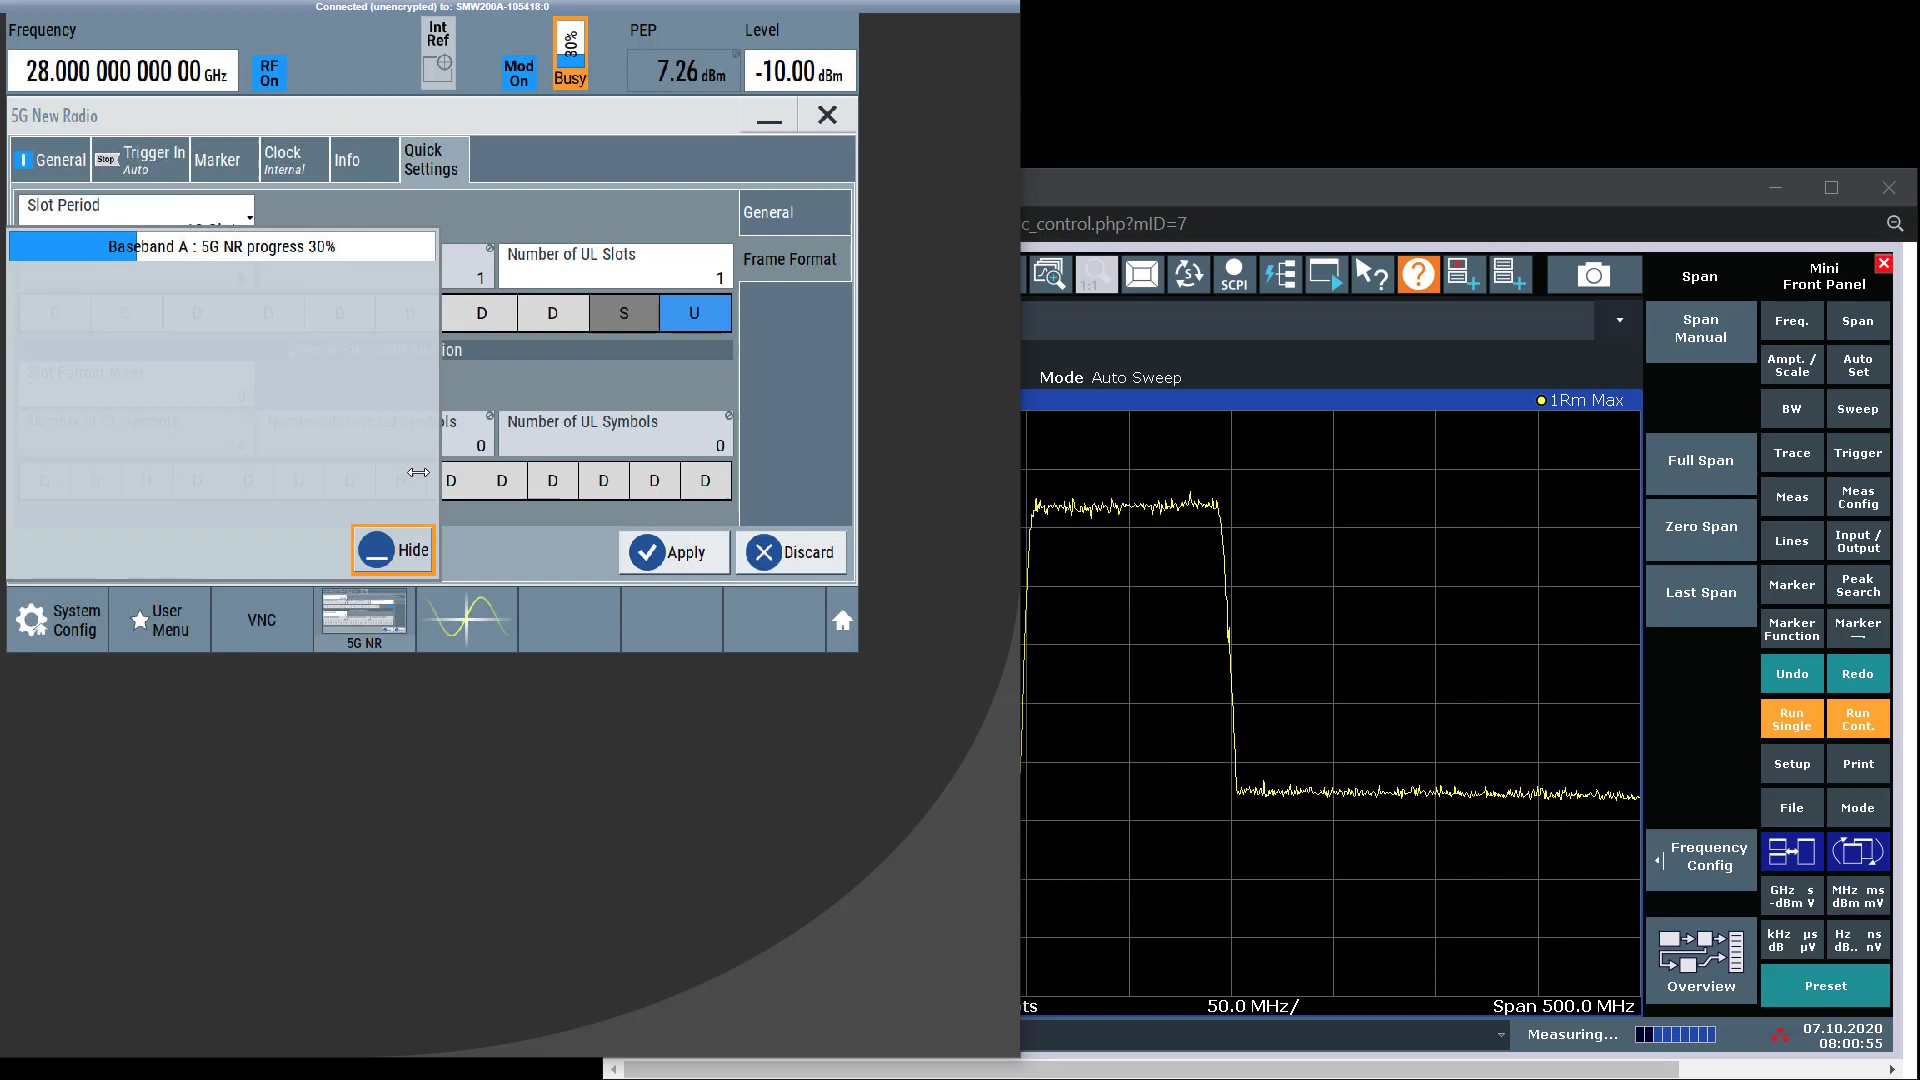 Connected (unencrypted) to: SMW200A-105418:0
Frequency
28.000 000 000 00 GHz
RF
On
Int
Ref
Mod
On
30%
Busy
PEP
7.26 dBm
Level
-10.00 dBm
5G New Radio
General
Stop
Trigger In
Auto
Marker
Clock
Internal
Info
Quick
Settings
Slot Period
General
Frame Format
Baseband A : 5G NR progress 30%
1
Number of UL Slots
1
D D S U
Slot Format Index
0
Number of UL Symbols
0
0
D D D D D D
Hide
Apply
Discard
System
Config
User
Menu
VNC
5G NR
c_control.php?mID=7
1:1
SCPI
Mode Auto Sweep
1Rm Max
50.0 MHz/
Span 500.0 MHz
Measuring...
07.10.2020
08:00:55
Span
Span
Manual
Full Span
Zero Span
Last Span
Frequency
Config
Overview
Mini
Front Panel
Freq.
Span
Ampt. /
Scale
Auto
Set
BW
Sweep
Trace
Trigger
Meas
Meas
Config
Lines
Input /
Output
Marker
Peak
Search
Marker
Function
Marker
Undo
Redo
Run
Single
Run
Cont.
Setup
Print
File
Mode
GHz s
-dBm V
MHz ms
dBm mV
kHz µs
dB µV
Hz ns
dB.. nV
Preset